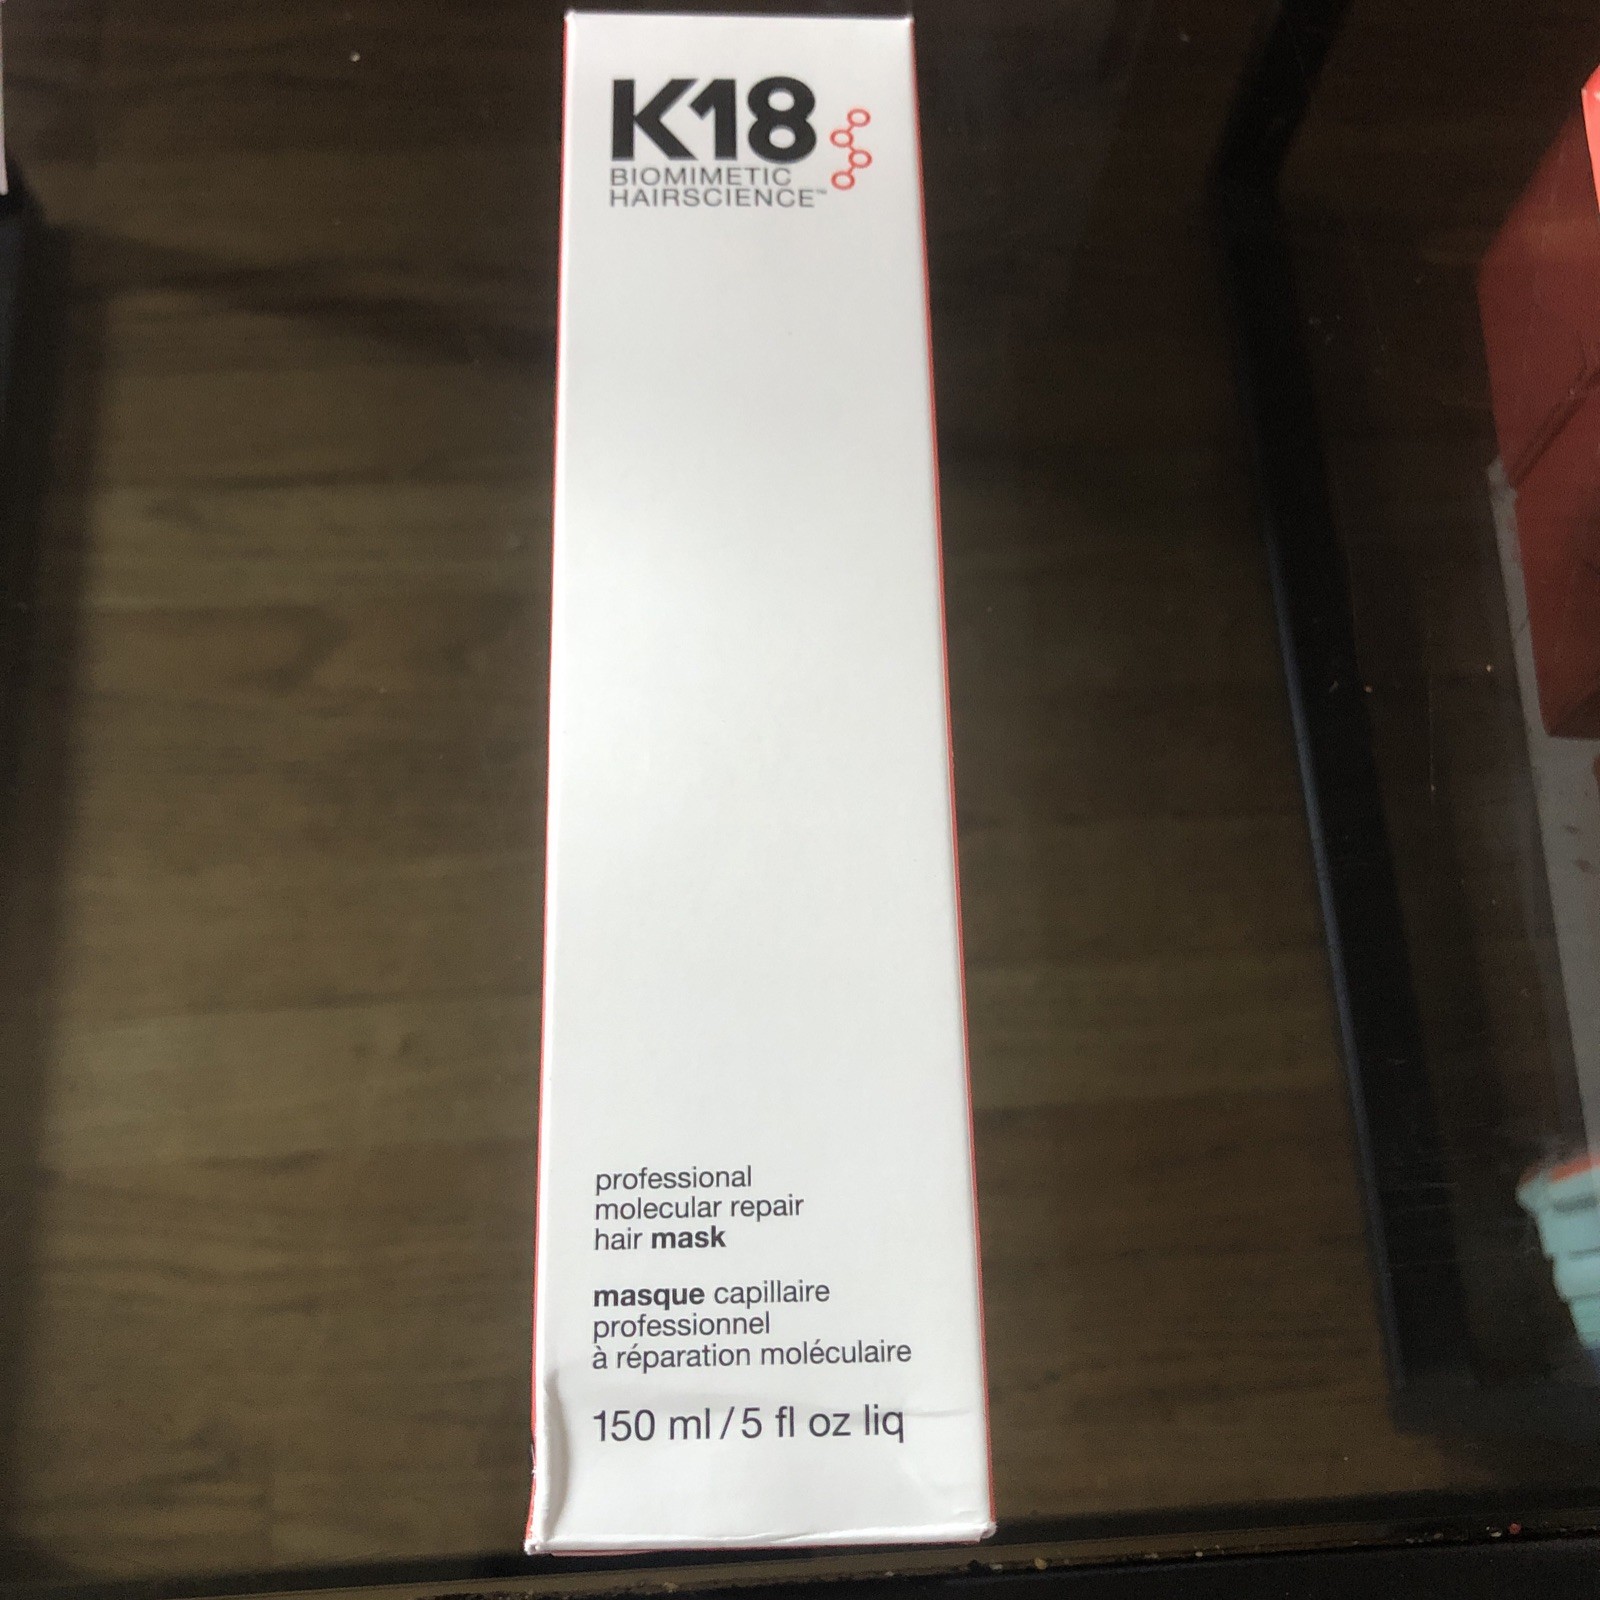 K18
BIOMIMETIC
HAIRSCIENCE™
professional
molecular repair
hair mask
masque capillaire
professionnel
à réparation moléculaire
150 ml / 5 fl oz liq